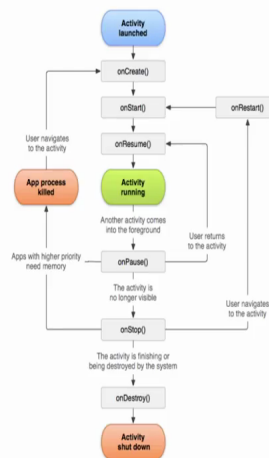 Activity
launched
onCreate()
onStart()
onRestart()
onResume()
User navigates
to the activity
App process
killed
Activity
running
Another activity comes
into the foreground
User returns
to the activity
Apps with higher priority
need memory
onPause()
The activity is
no longer visible
User navigates
to the activity
onStop()
The activity is finishing or
being destroyed by the system
onDestroy()
Activity
shut down